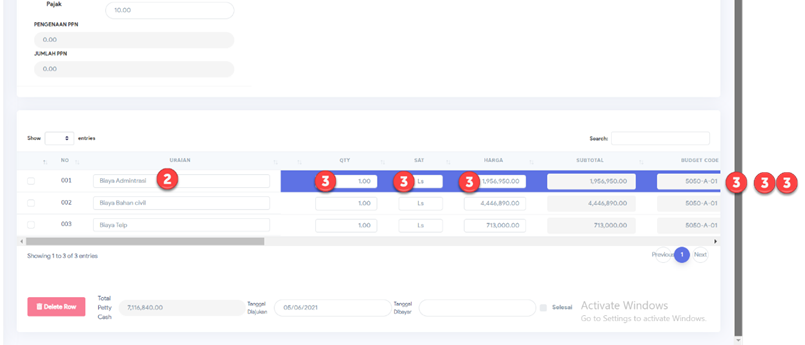 Pajak
10.00
PENGENAAN PPN
0.00
JUMLAH PPN
0.00
Show entries
Search:
NO URAIAN QTY SAT HARGA SUBTOTAL BUDGET CODE
001 Biaya Admintrasi 2 3 1.00 3 Ls 3 1,956,950.00 1,956,950.00 5050-A-01 3 3 3
002 Biaya Bahan civil 1.00 Ls 4,446,890.00 4,446,890.00 5050-A-01
003 Biaya Telp 1.00 Ls 713,000.00 713,000.00 5050-A-01
Showing 1 to 3 of 3 entries
Previous 1 Next
Delete Row
Total Petty Cash
7,116,840.00
Tanggal Diajukan
05/06/2021
Tanggal Dibayar
Selesai
Activate Windows
Go to Settings to activate Windows.